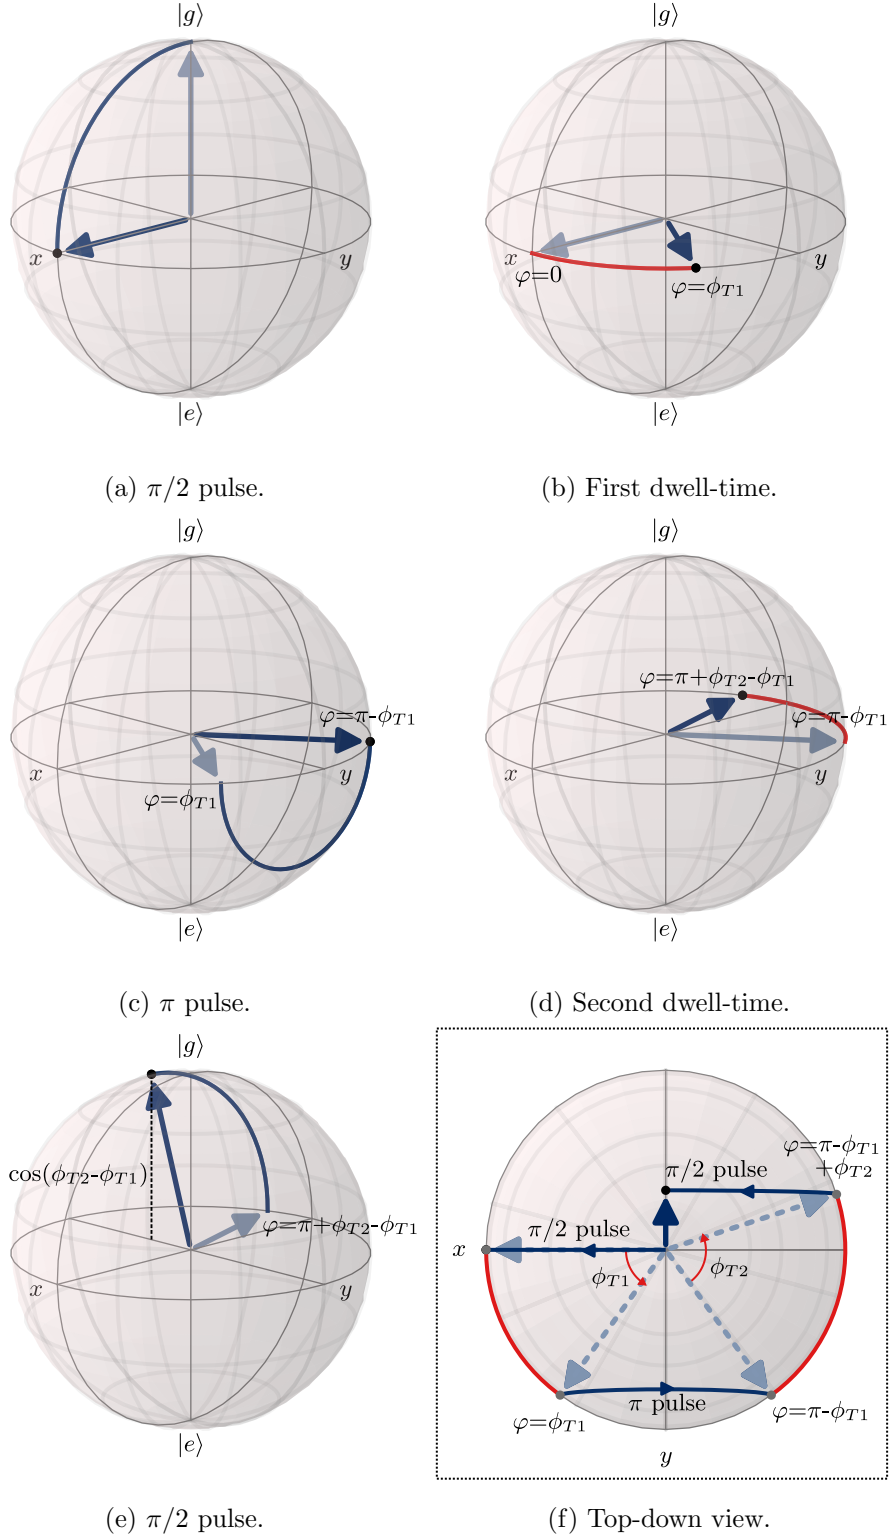 |g⟩ |g⟩
x y x y
φ=0 φ=ϕ_{T1}
|e⟩ |e⟩
(a) π/2 pulse. (b) First dwell-time.
|g⟩ |g⟩
φ=π+ϕ_{T2}-ϕ_{T1}
φ=π-ϕ_{T1} φ=π-ϕ_{T1}
x y x y
φ=ϕ_{T1}
|e⟩ |e⟩
(c) π pulse. (d) Second dwell-time.
|g⟩
cos(ϕ_{T2}-ϕ_{T1})
φ=π+ϕ_{T2}-ϕ_{T1}
x y
|e⟩
φ=π-ϕ_{T1}
+ϕ_{T2}
π/2 pulse
π/2 pulse
x
ϕ_{T1} ϕ_{T2}
π pulse
φ=ϕ_{T1} φ=π-ϕ_{T1}
y
(e) π/2 pulse. (f) Top-down view.